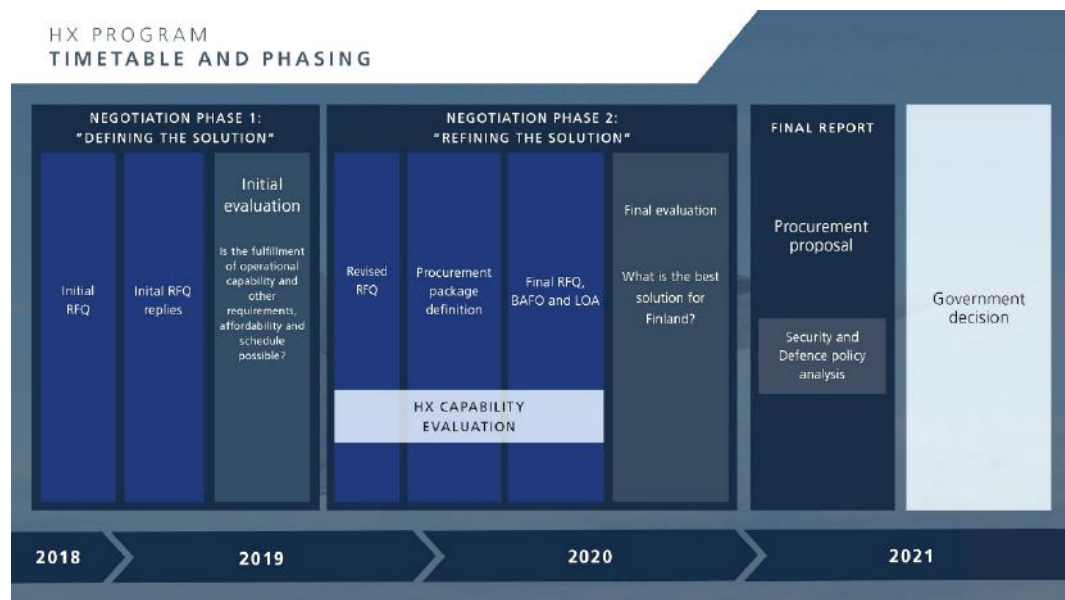 HX PROGRAM
TIMETABLE AND PHASING
NEGOTIATION PHASE 1:
"DEFINING THE SOLUTION"
Initial
RFQ
Inital RFQ
replies
Initial
evaluation
Is the fulfillment
of operational
capability and
other
requirements,
affordability and
schedule
possible?
NEGOTIATION PHASE 2:
"REFINING THE SOLUTION"
Revised
RFQ
Procurement
package
definition
Final RFQ,
BAFO and LOA
HX CAPABILITY
EVALUATION
Final evaluation
What is the best
solution for
Finland?
FINAL REPORT
Procurement
proposal
Security and
Defence policy
analysis
Government
decision
2018
2019
2020
2021